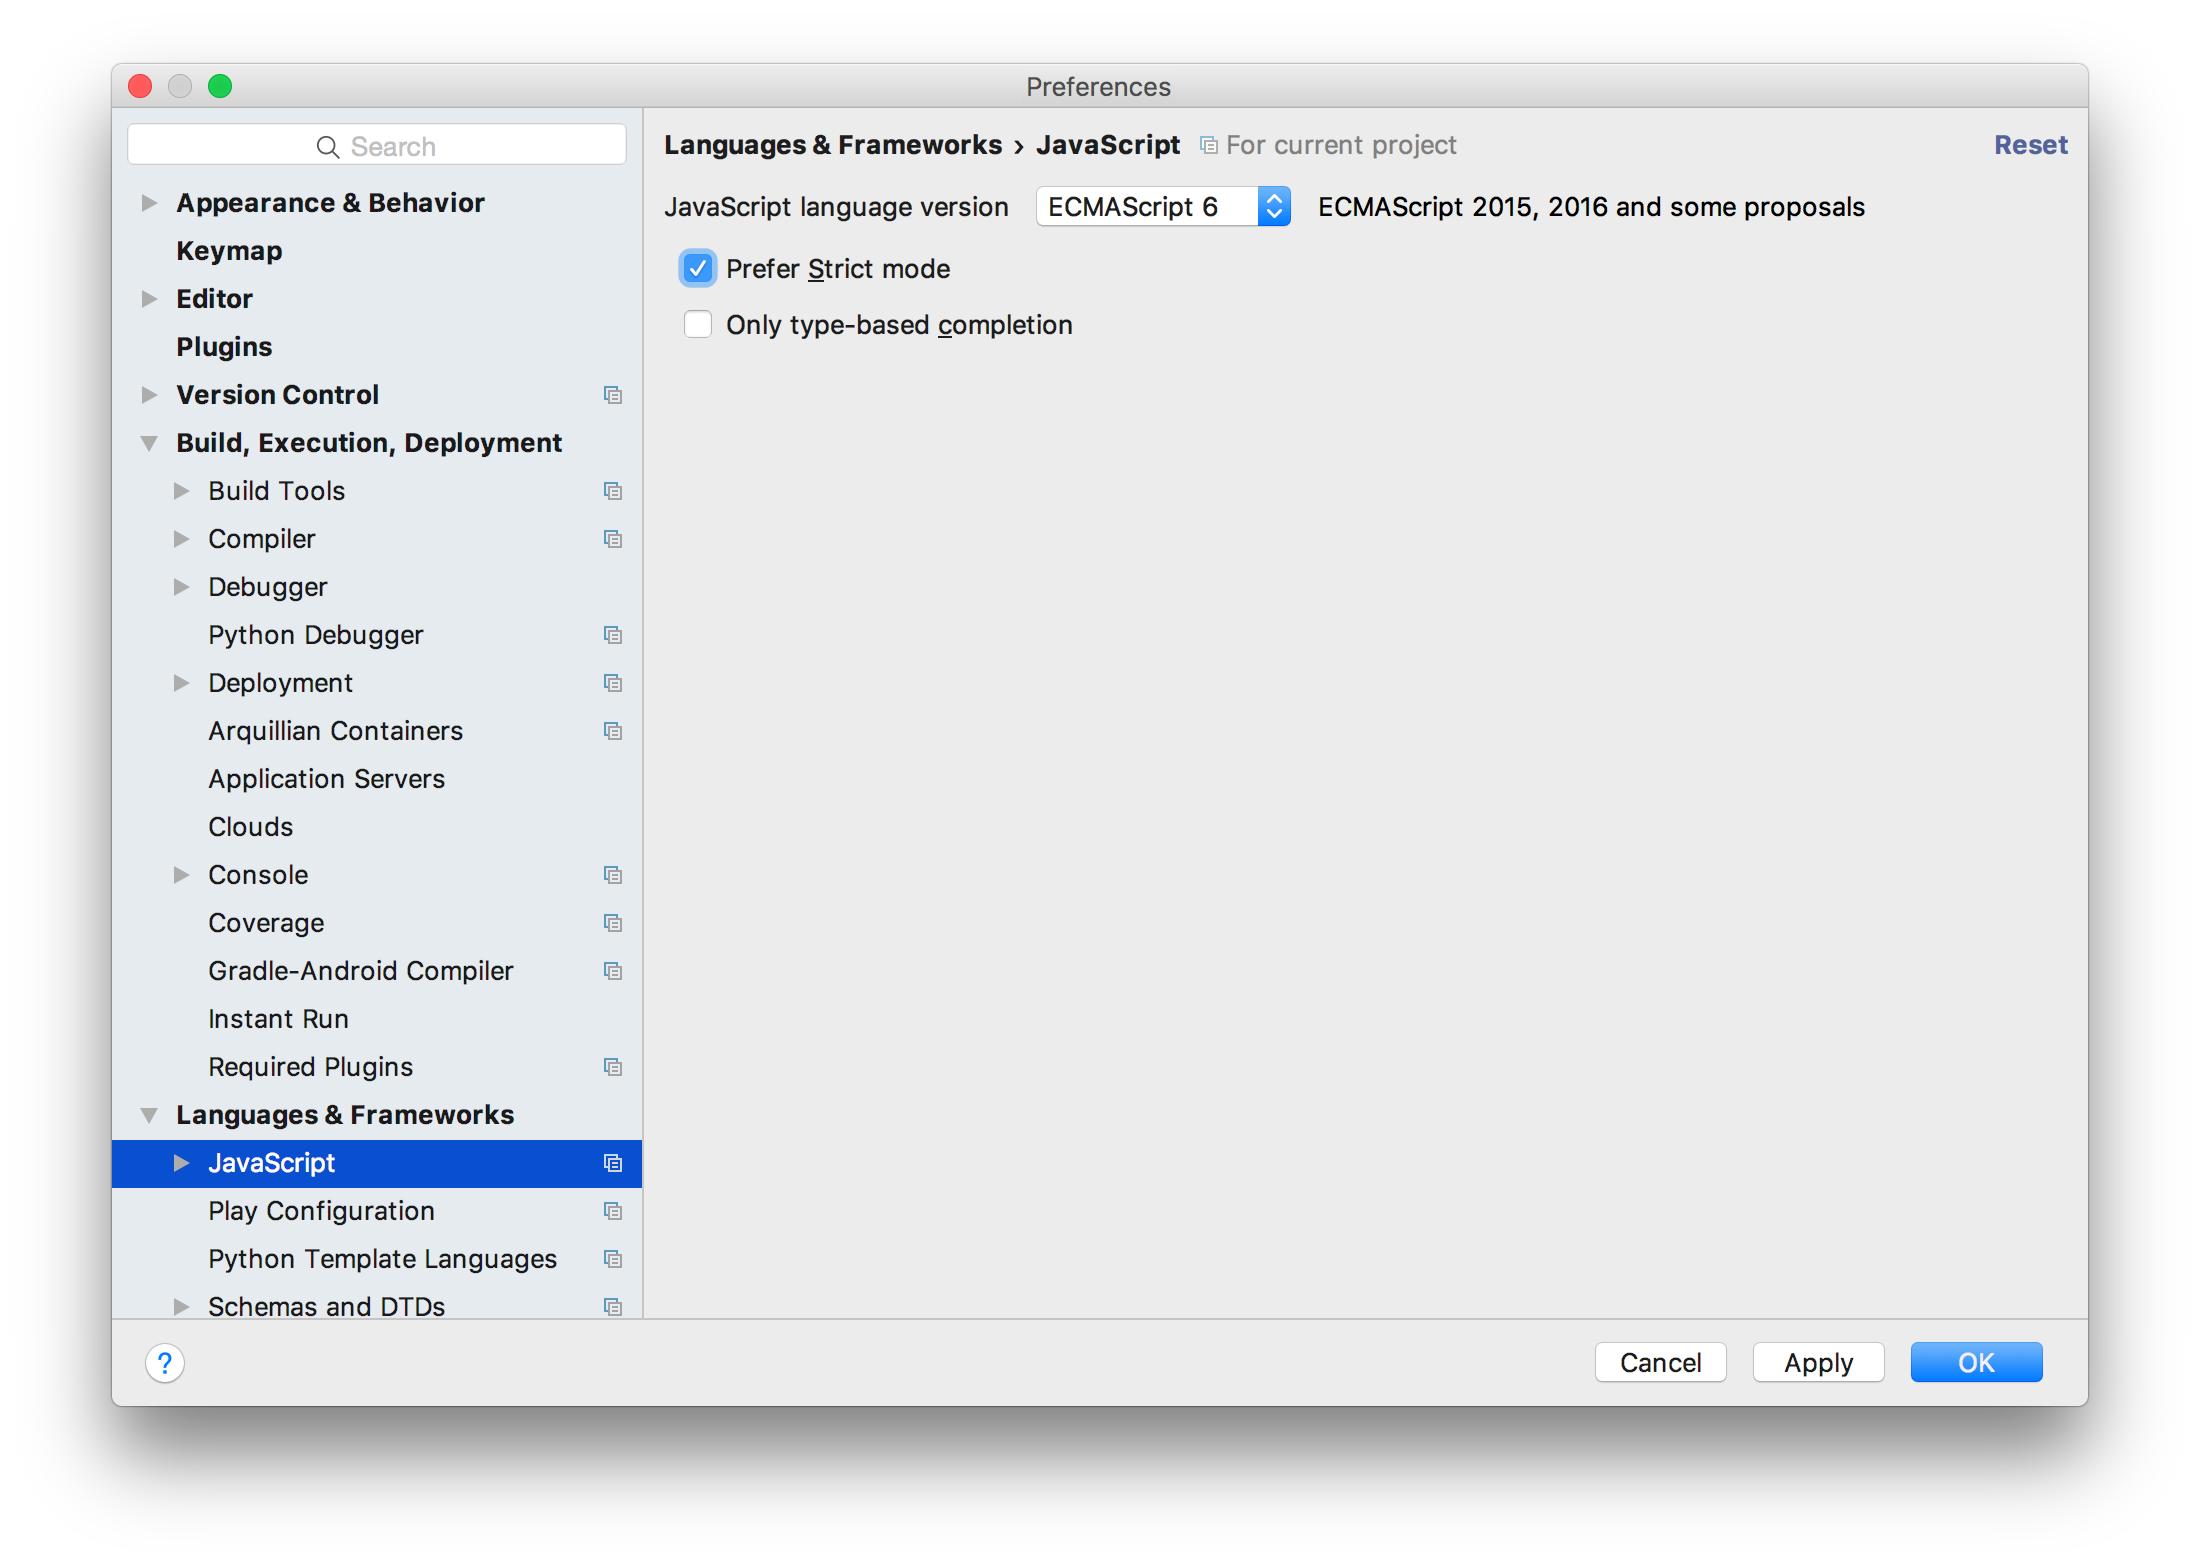 Preferences
Search
Appearance & Behavior
Keymap
Editor
Plugins
Version Control
Build, Execution, Deployment
Build Tools
Compiler
Debugger
Python Debugger
Deployment
Arquillian Containers
Application Servers
Clouds
Console
Coverage
Gradle-Android Compiler
Instant Run
Required Plugins
Languages & Frameworks
JavaScript
Play Configuration
Python Template Languages
Schemas and DTDs
Languages & Frameworks › JavaScript For current project Reset
JavaScript language version ECMAScript 6 ECMAScript 2015, 2016 and some proposals
Prefer Strict mode
Only type-based completion
? Cancel Apply OK